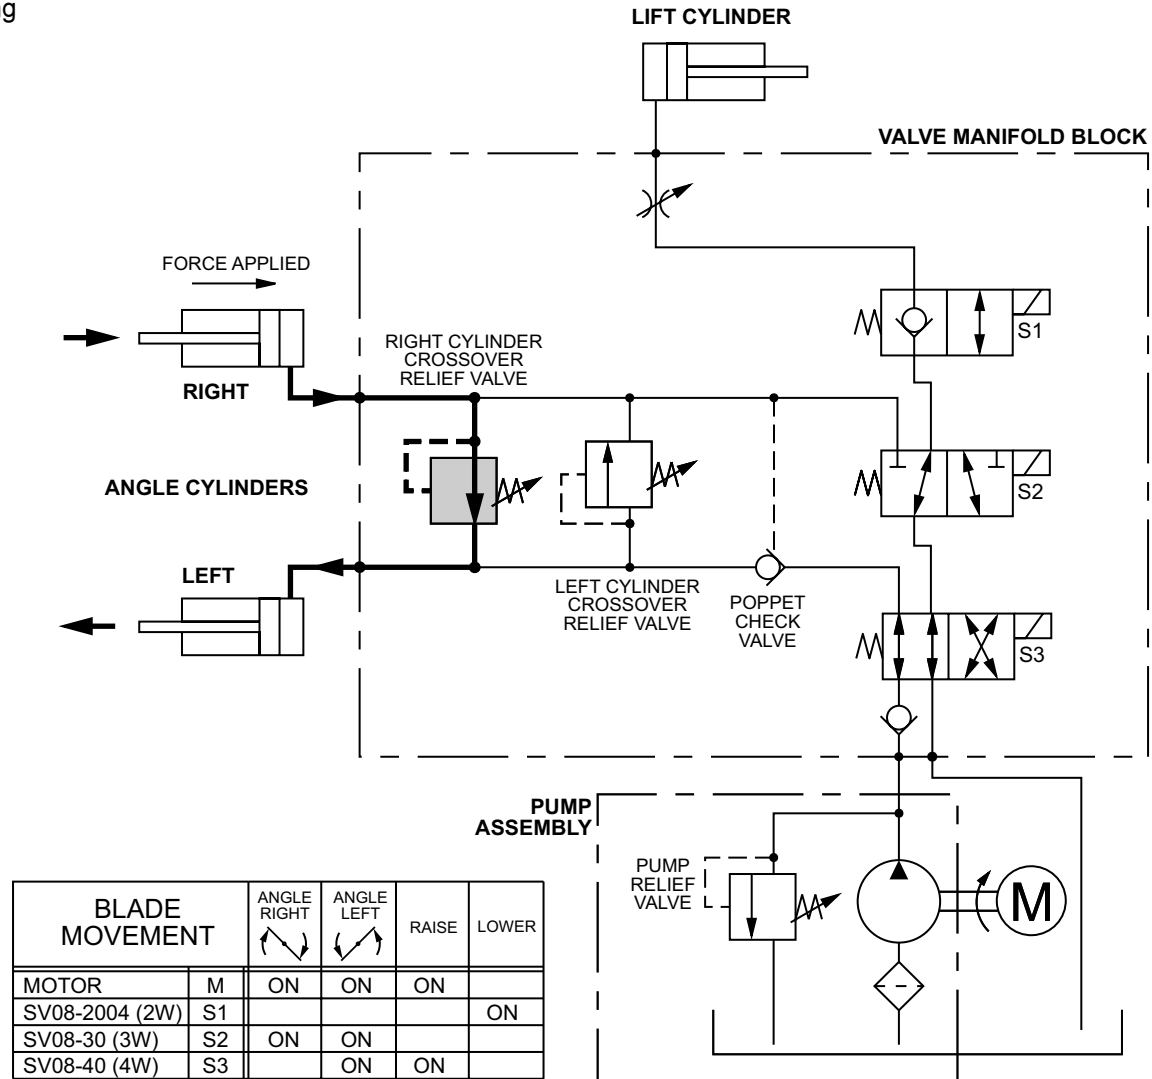 LIFT CYLINDER
VALVE MANIFOLD BLOCK
FORCE APPLIED
RIGHT
RIGHT CYLINDER
CROSSOVER
RELIEF VALVE
S1
ANGLE CYLINDERS
S2
LEFT
LEFT CYLINDER
CROSSOVER
RELIEF VALVE
POPPET
CHECK
VALVE
S3
PUMP
ASSEMBLY
PUMP
RELIEF
VALVE
M
BLADE
MOVEMENT
ANGLE
RIGHT
ANGLE
LEFT
RAISE
LOWER
MOTOR M ON ON ON
SV08-2004 (2W) S1 ON
SV08-30 (3W) S2 ON ON
SV08-40 (4W) S3 ON ON